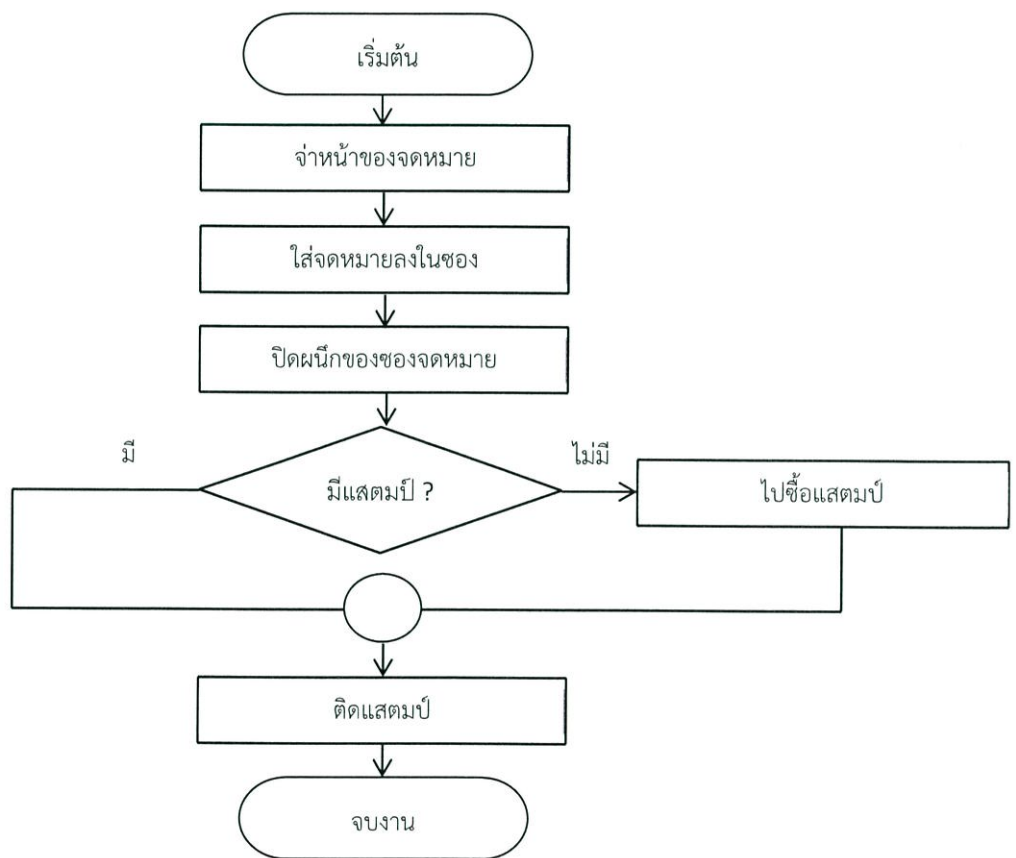 เริ่มต้น
จ่าหน้าของจดหมาย
ใส่จดหมายลงในซอง
ปิดผนึกของซองจดหมาย
มี
มีแสตมป์ ?
ไม่มี
ไปซื้อแสตมป์
ติดแสตมป์
จบงาน